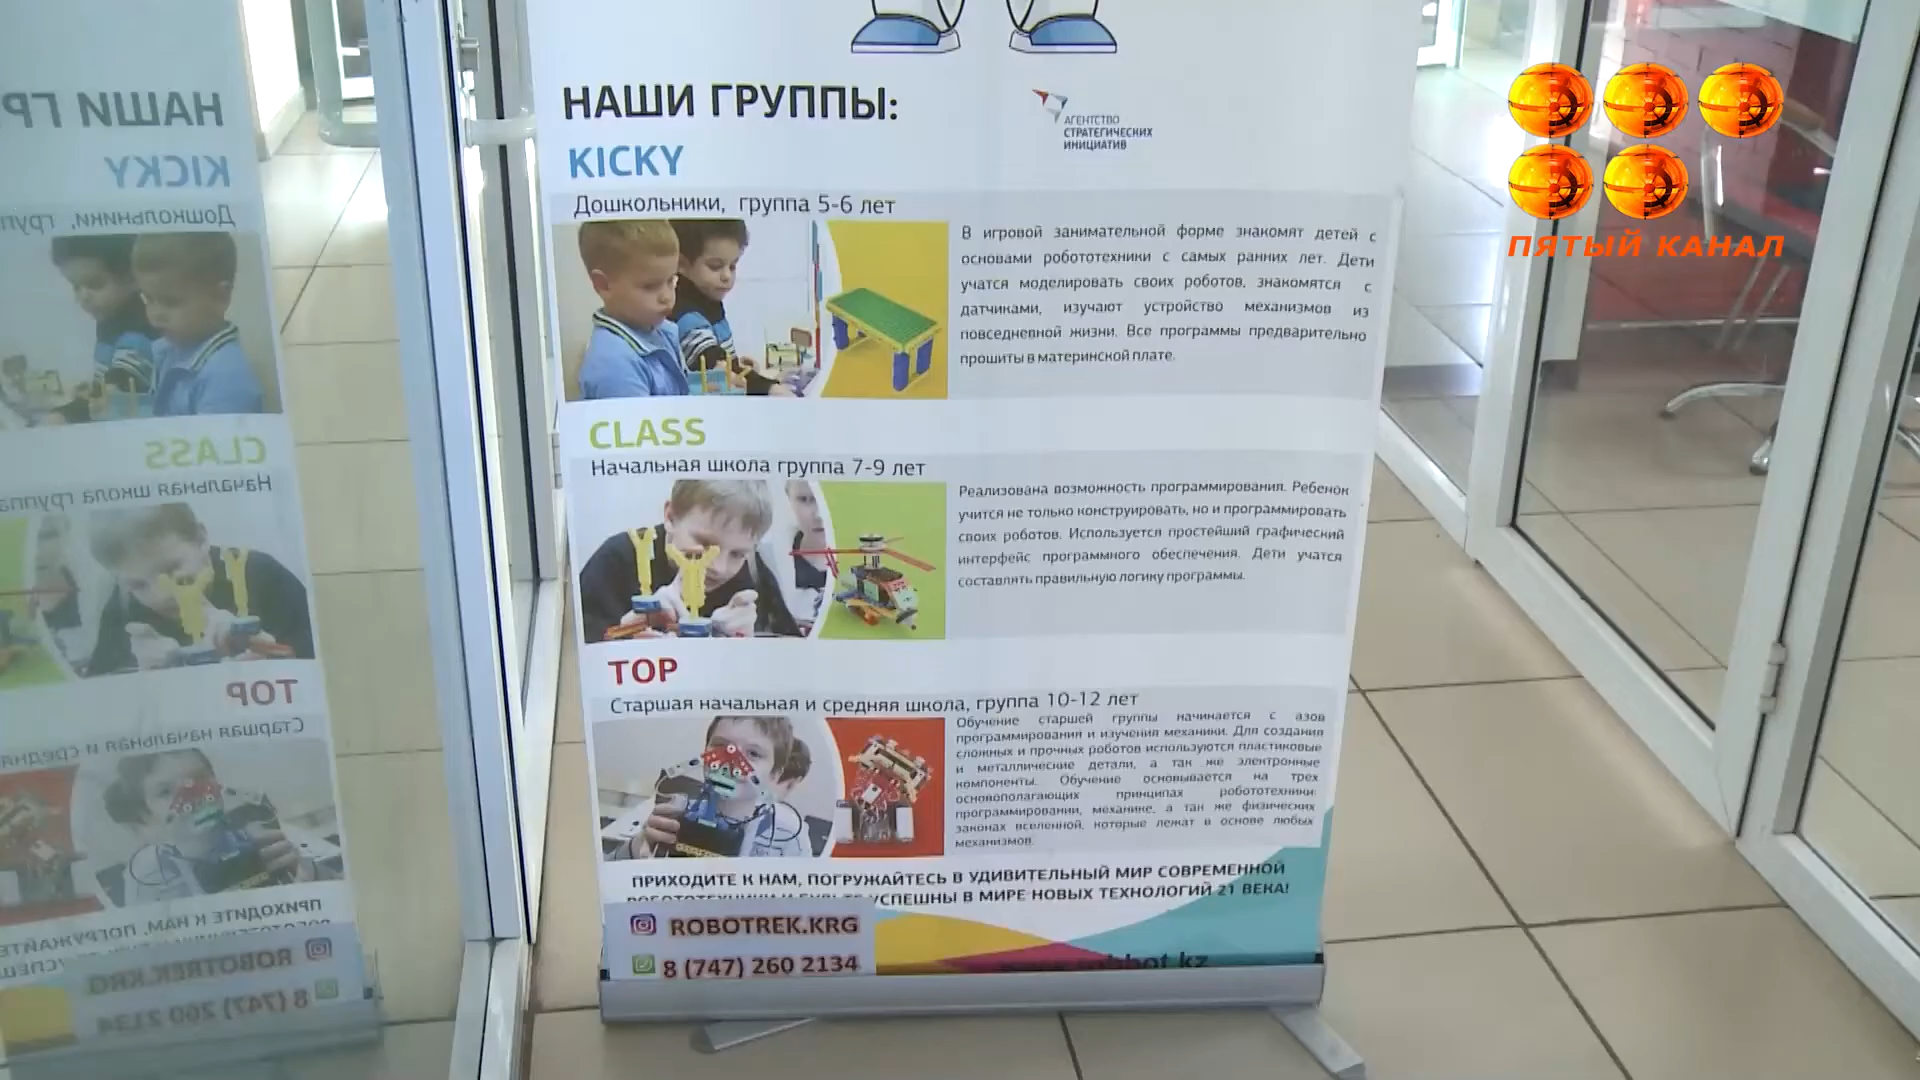 НАШИ ГРУППЫ:
АГЕНТСТВО
СТРАТЕГИЧЕСКИХ
ИНИЦИАТИВ
KICKY
Дошкольники, группа 5-6 лет
В игровой занимательной форме знакомят детей с
основами робототехники с самых ранних лет. Дети
учатся моделировать своих роботов, знакомятся с
датчиками, изучают устройство механизмов из
повседневной жизни. Все программы предварительно
прошиты в материнской плате.
CLASS
Начальная школа группа 7-9 лет
Реализована возможность программирования. Ребенок
учится не только конструировать, но и программировать
своих роботов. Используется простейший графический
интерфейс программного обеспечения. Дети учатся
составлять правильную логику программы.
TOP
Старшая начальная и средняя школа, группа 10-12 лет
Обучение старшей группы начинается с азов
программирования и изучения механики. Для создания
сложных и прочных роботов используются пластиковые
и металлические детали, а так же электронные
компоненты. Обучение основывается на трех
основополагающих принципах робототехники:
программировании, механике, а так же физических
законах вселенной, которые лежат в основе любых
механизмов.
ПРИХОДИТЕ К НАМ, ПОГРУЖАЙТЕСЬ В УДИВИТЕЛЬНЫЙ МИР СОВРЕМЕННОЙ
УСПЕШНЫ В МИРЕ НОВЫХ ТЕХНОЛОГИЙ 21 ВЕКА!
ROBOTREK.KRG
8 (747) 260 2134
ПЯТЫЙ КАНАЛ